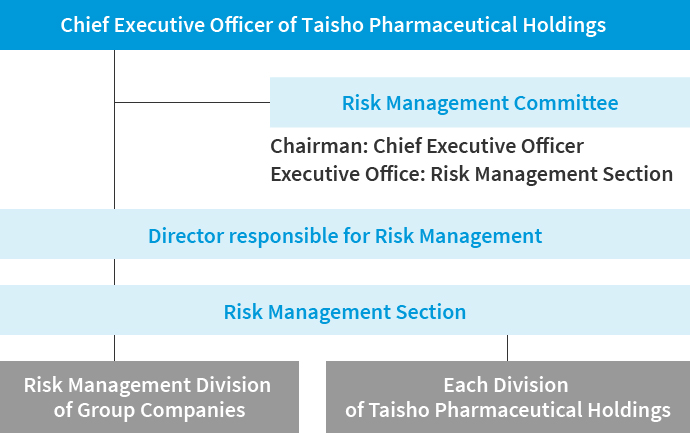 Chief Executive Officer of Taisho Pharmaceutical Holdings
Risk Management Committee
Chairman: Chief Executive Officer
Executive Office: Risk Management Section
Director responsible for Risk Management
Risk Management Section
Risk Management Division
of Group Companies
Each Division
of Taisho Pharmaceutical Holdings